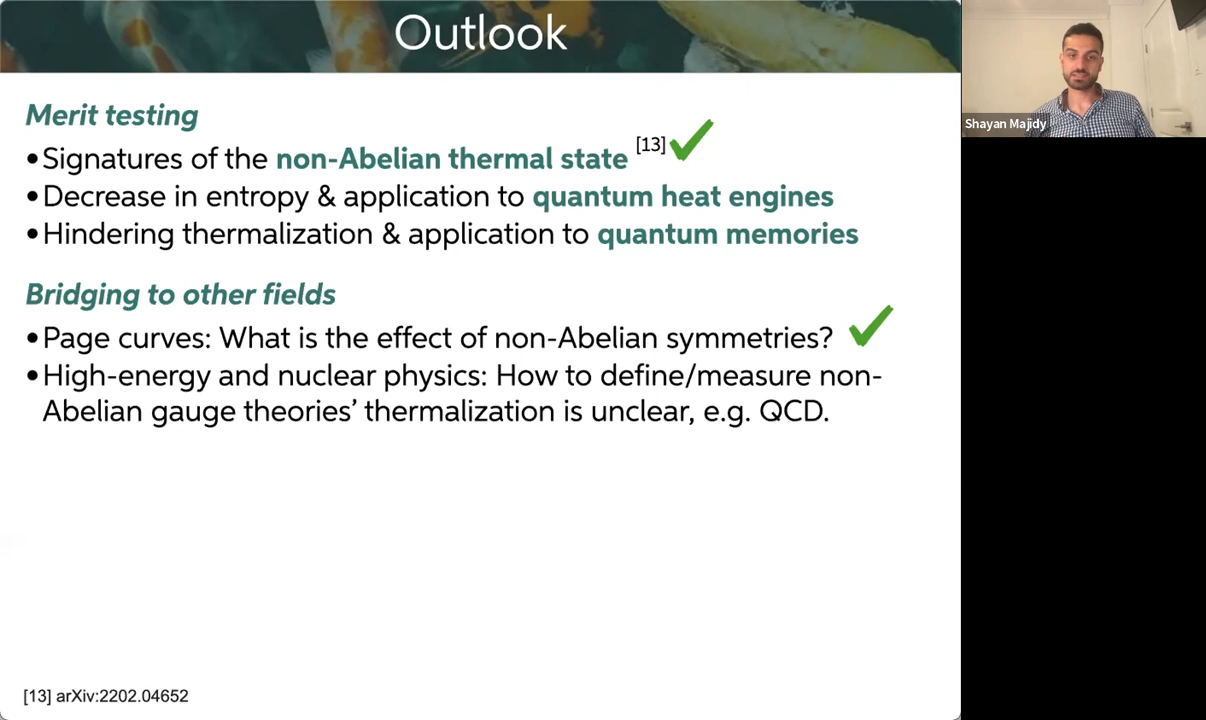 Outlook
Merit testing
•Signatures of the non-Abelian thermal state [13]
•Decrease in entropy & application to quantum heat engines
•Hindering thermalization & application to quantum memories
Bridging to other fields
•Page curves: What is the effect of non-Abelian symmetries?
•High-energy and nuclear physics: How to define/measure non-
Abelian gauge theories’ thermalization is unclear, e.g. QCD.
[13] arXiv:2202.04652
Shayan Majidy